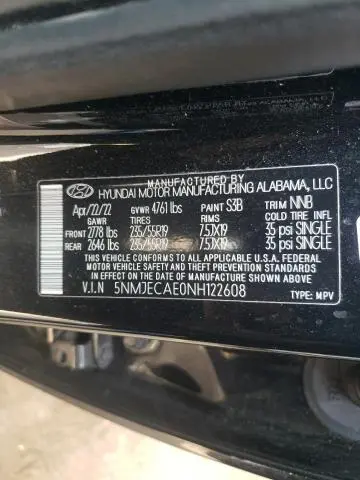 MANUFACTURED BY
HYUNDAI MOTOR MANUFACTURING ALABAMA, LLC
Apr/22/22 GVWR 4761 lbs PAINT S3B TRIM NNB
GAWR TIRES RIMS COLD TIRE INFL
FRONT 2778 lbs 235/55R19 7.5JX19 35 psi SINGLE
REAR 2646 lbs 235/55R19 7.5JX19 35 psi SINGLE
THIS VEHICLE CONFORMS TO ALL APPLICABLE U.S.A. FEDERAL
MOTOR VEHICLE SAFETY AND THEFT PREVENTION STANDARDS
IN EFFECT ON THE DATE OF MANUFACTURE SHOWN ABOVE.
V.I.N 5NMJECAE0NH122608 TYPE: MPV